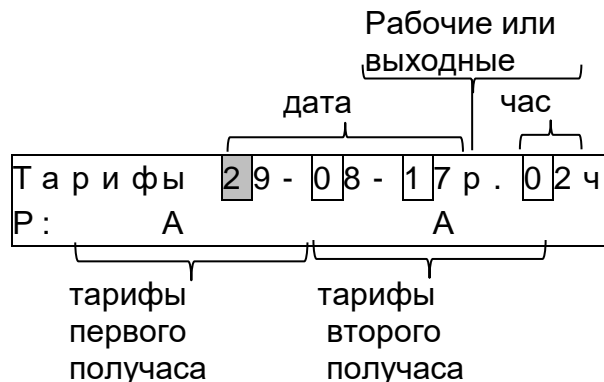 Рабочие или
выходные
дата час
Тарифы 29-08-17р.02ч
Р: А А
тарифы тарифы
первого второго
получаса получаса